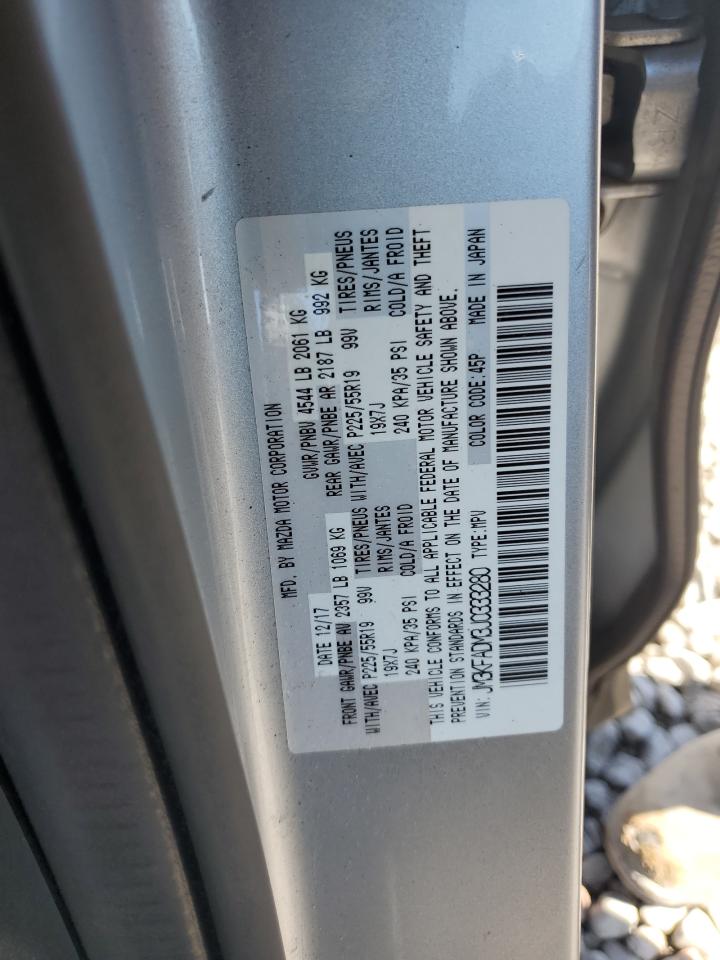 MFD. BY MAZDA MOTOR CORPORATION
DATE 12/17 GVWR/PNBV 4544 LB 2061 KG
FRONT GAWR/PNBE AV 2357 LB 1069 KG REAR GAWR/PNBE AR 2187 LB 992 KG
WITH/AVEC P225/55R19 99V TIRES/PNEUS WITH/AVEC P225/55R19 99V TIRES/PNEUS
19X7J RIMS/JANTES 19X7J RIMS/JANTES
240 KPA/35 PSI COLD/A FROID 240 KPA/35 PSI COLD/A FROID
THIS VEHICLE CONFORMS TO ALL APPLICABLE FEDERAL MOTOR VEHICLE SAFETY AND THEFT
PREVENTION STANDARDS IN EFFECT ON THE DATE OF MANUFACTURE SHOWN ABOVE.
VIN: JM3KFADM3J0333280 TYPE:MPV COLOR CODE:45P MADE IN JAPAN